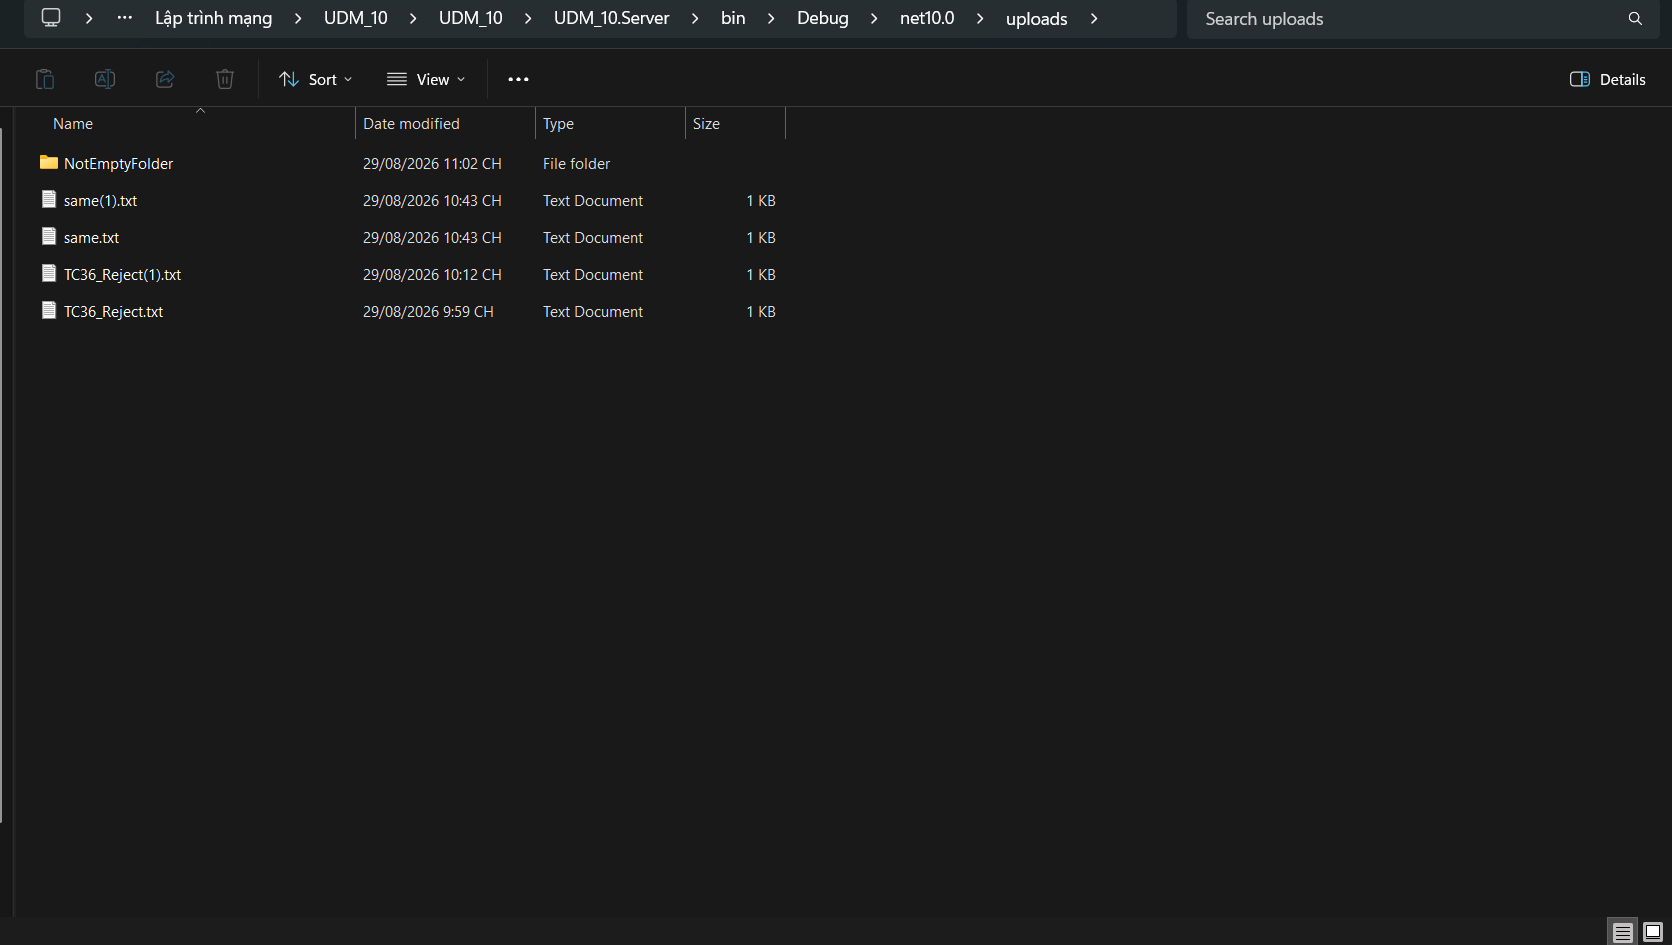 Lập trình mạng > UDM_10 > UDM_10 > UDM_10.Server > bin > Debug > net10.0 > uploads >
Search uploads
Sort
View
Details
Name Date modified Type Size
NotEmptyFolder 29/08/2026 11:02 CH File folder
same(1).txt 29/08/2026 10:43 CH Text Document 1 KB
same.txt 29/08/2026 10:43 CH Text Document 1 KB
TC36_Reject(1).txt 29/08/2026 10:12 CH Text Document 1 KB
TC36_Reject.txt 29/08/2026 9:59 CH Text Document 1 KB